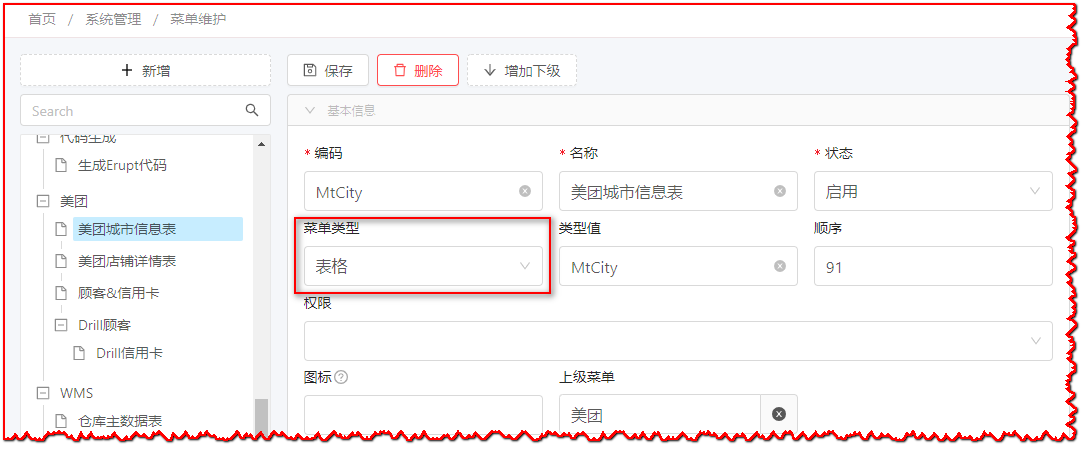 首页 / 系统管理 / 菜单维护
+ 新增
保存
删除
增加下级
Search
基本信息
代码生成
生成Erupt代码
美团
美团城市信息表
美团店铺详情表
顾客&信用卡
Drill顾客
Drill信用卡
WMS
仓库主数据表
* 编码
* 名称
* 状态
MtCity
美团城市信息表
启用
菜单类型
类型值
顺序
表格
MtCity
91
权限
图标
上级菜单
美团